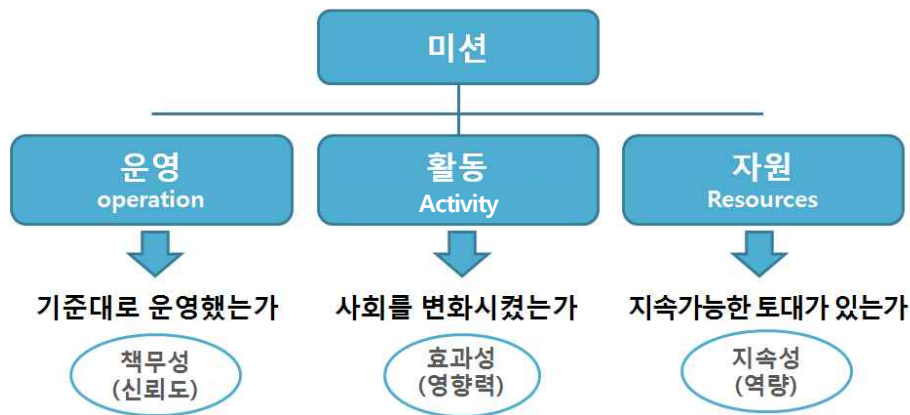 미션
운영
operation
활동
Activity
자원
Resources
기준대로 운영했는가
사회를 변화시켰는가
지속가능한 토대가 있는가
책무성
(신뢰도)
효과성
(영향력)
지속성
(역량)